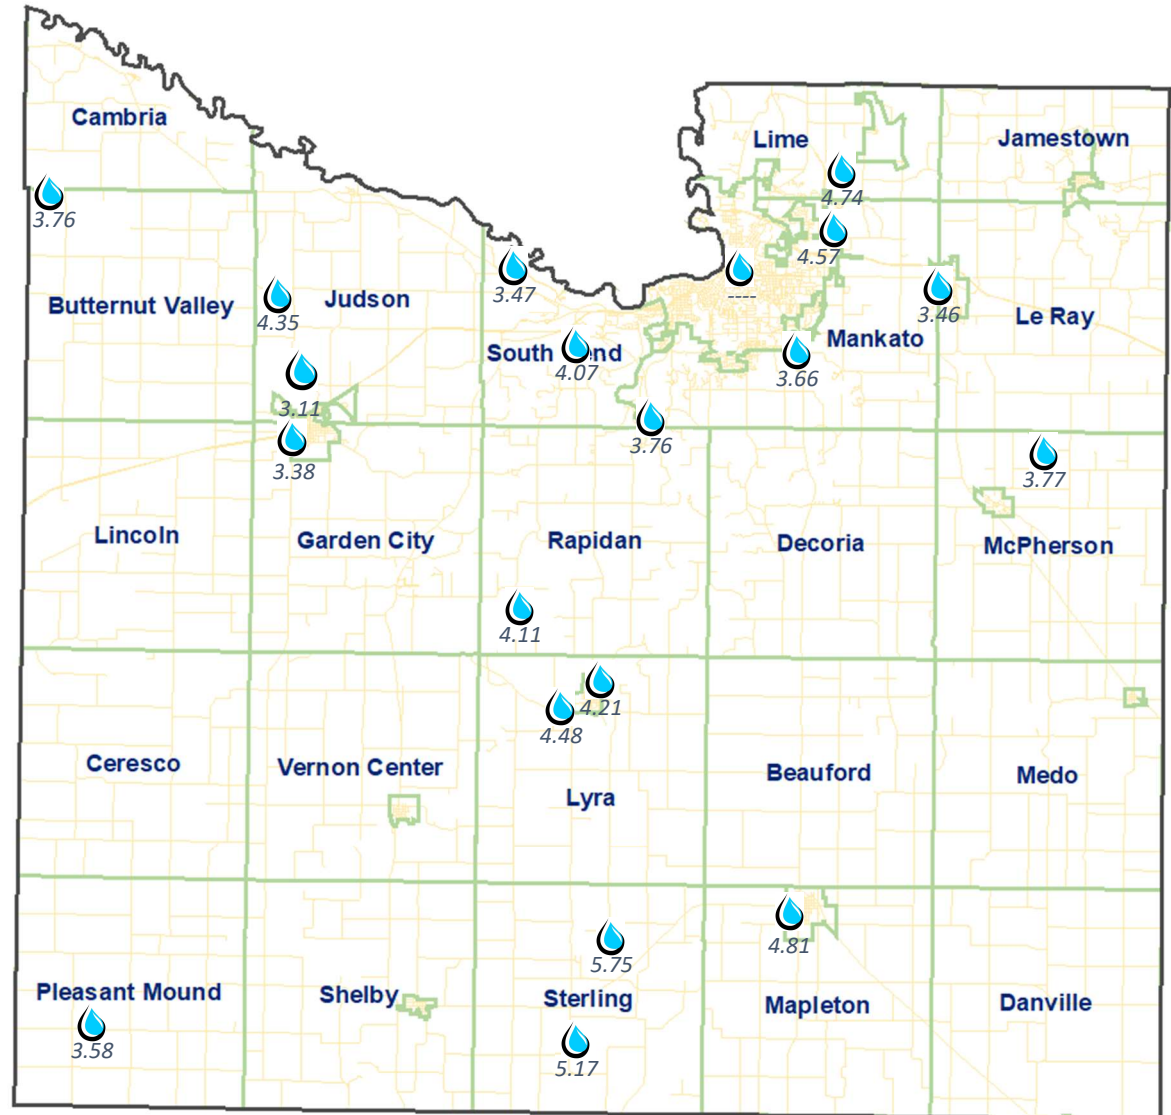 Cambria
Lime
Jamestown
4.74
3.76
4.57
3.47
----
3.46
Butternut Valley
Judson
4.35
Le Ray
Mankato
South
nd
4.07
3.66
3.11
3.76
3.38
3.77
Lincoln
Garden City
Rapidan
Decoria
McPherson
4.11
4.21
4.48
Ceresco
Vernon Center
Beauford
Medo
Lyra
4.81
5.75
Pleasant Mound
Shelby
Sterling
Mapleton
Danville
3.58
5.17